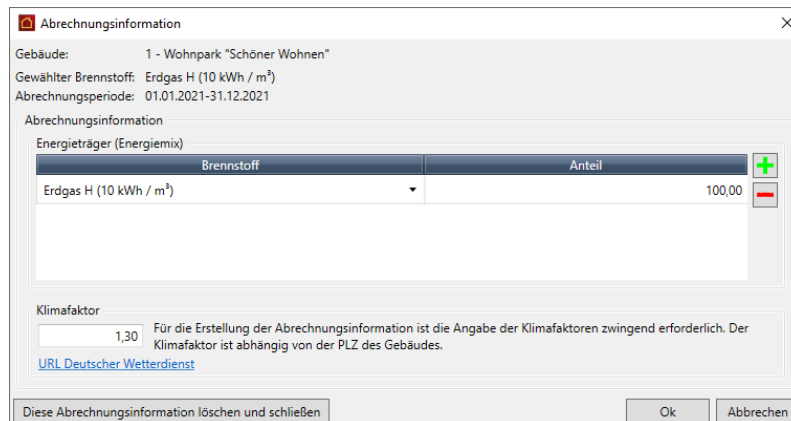 Abrechnungsinformation
Gebäude: 1 - Wohnpark "Schöner Wohnen"
Gewählter Brennstoff: Erdgas H (10 kWh / m³)
Abrechnungsperiode: 01.01.2021-31.12.2021
Abrechnungsinformation
Energieträger (Energiemix)
Brennstoff Anteil
Erdgas H (10 kWh / m³) 100,00
Klimafaktor
1,30 Für die Erstellung der Abrechnungsinformation ist die Angabe der Klimafaktoren zwingend erforderlich. Der
Klimafaktor ist abhängig von der PLZ des Gebäudes.
URL Deutscher Wetterdienst
Diese Abrechnungsinformation löschen und schließen Ok Abbrechen